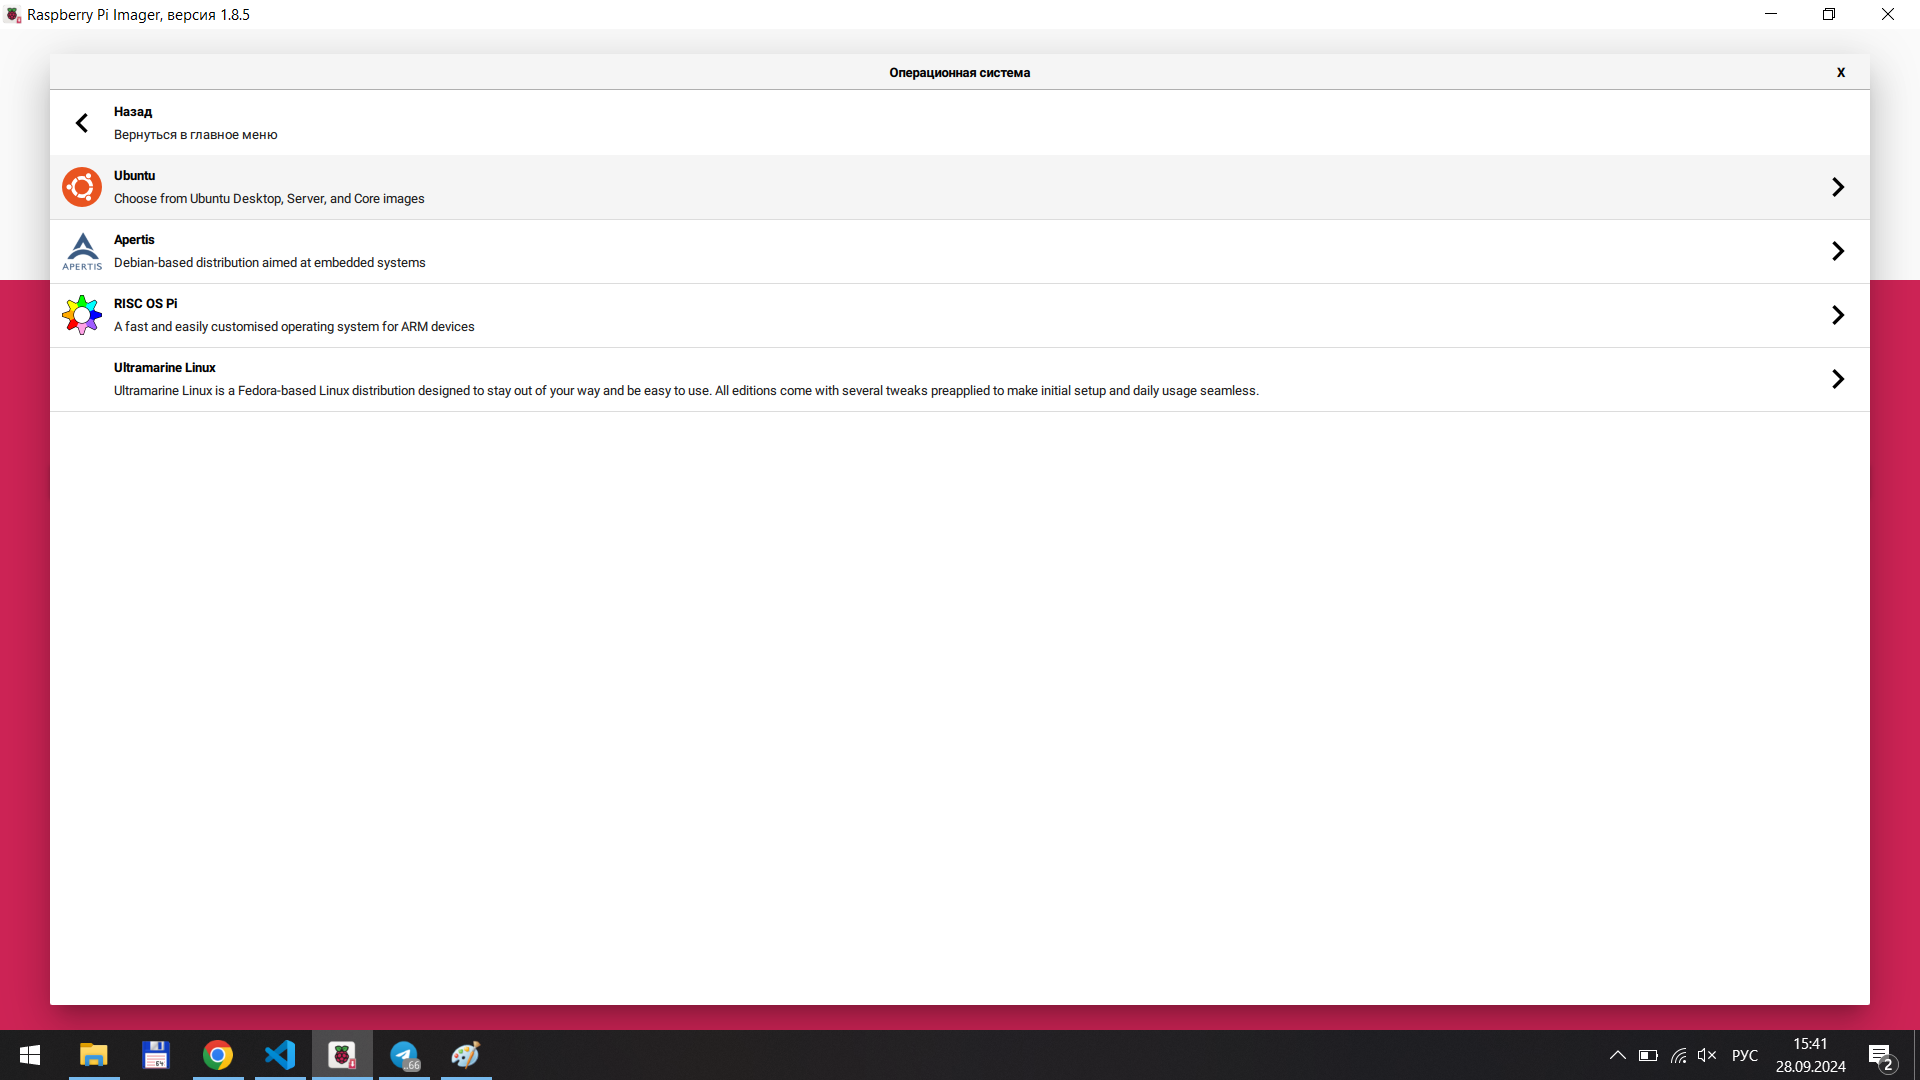 Raspberry Pi Imager, версия 1.8.5
Операционная система
X
Назад
Вернуться в главное меню
Ubuntu
Choose from Ubuntu Desktop, Server, and Core images
APERTIS
Apertis
Debian-based distribution aimed at embedded systems
RISC OS Pi
A fast and easily customised operating system for ARM devices
Ultramarine Linux
Ultramarine Linux is a Fedora-based Linux distribution designed to stay out of your way and be easy to use. All editions come with several tweaks preapplied to make initial setup and daily usage seamless.
64
..66
РУС
15:41
28.09.2024
2